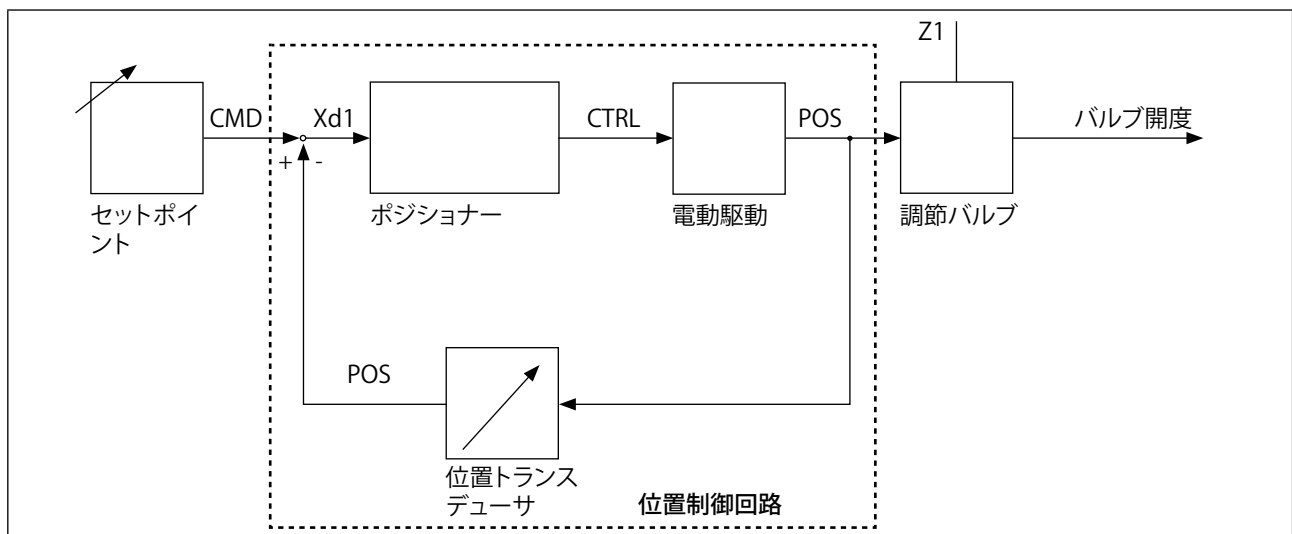 Z1
CMD
Xd1
CTRL
POS
バルブ開度
+
-
セットポイ
ント
ポジショナー
電動駆動
調節バルブ
POS
位置トランス
デューサ
位置制御回路